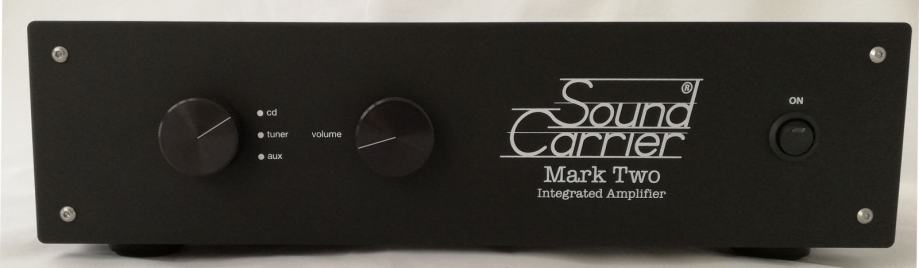 cd
tuner
aux
volume
Sound®
Carrier
Mark Two
Integrated Amplifier
ON